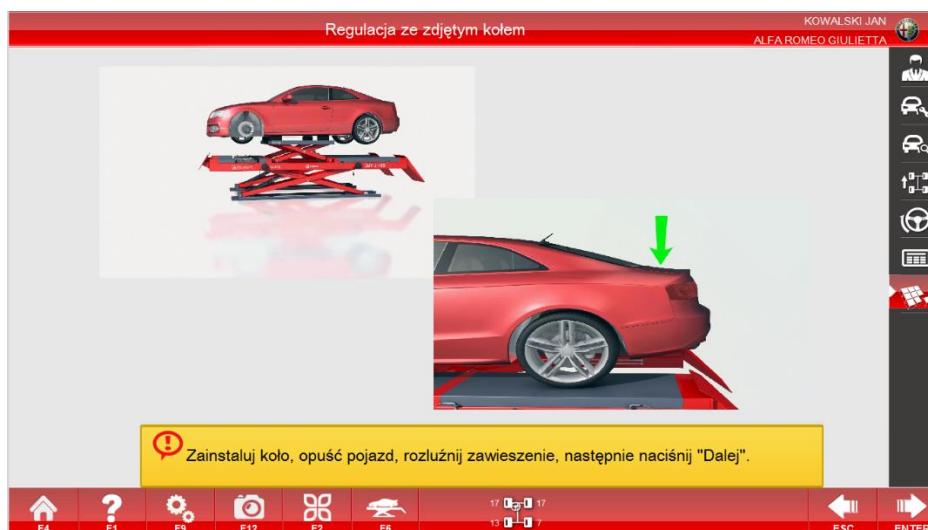 Regulacja ze zdjętym kołem
KOWALSKI JAN
ALFA ROMEO GIULIETTA
Zainstaluj koło, opuść pojazd, rozluźnij zawieszenie, następnie naciśnij "Dalej".
17 17
13 7
F4 F1 F9 F12 F2 F6 ESC ENTER